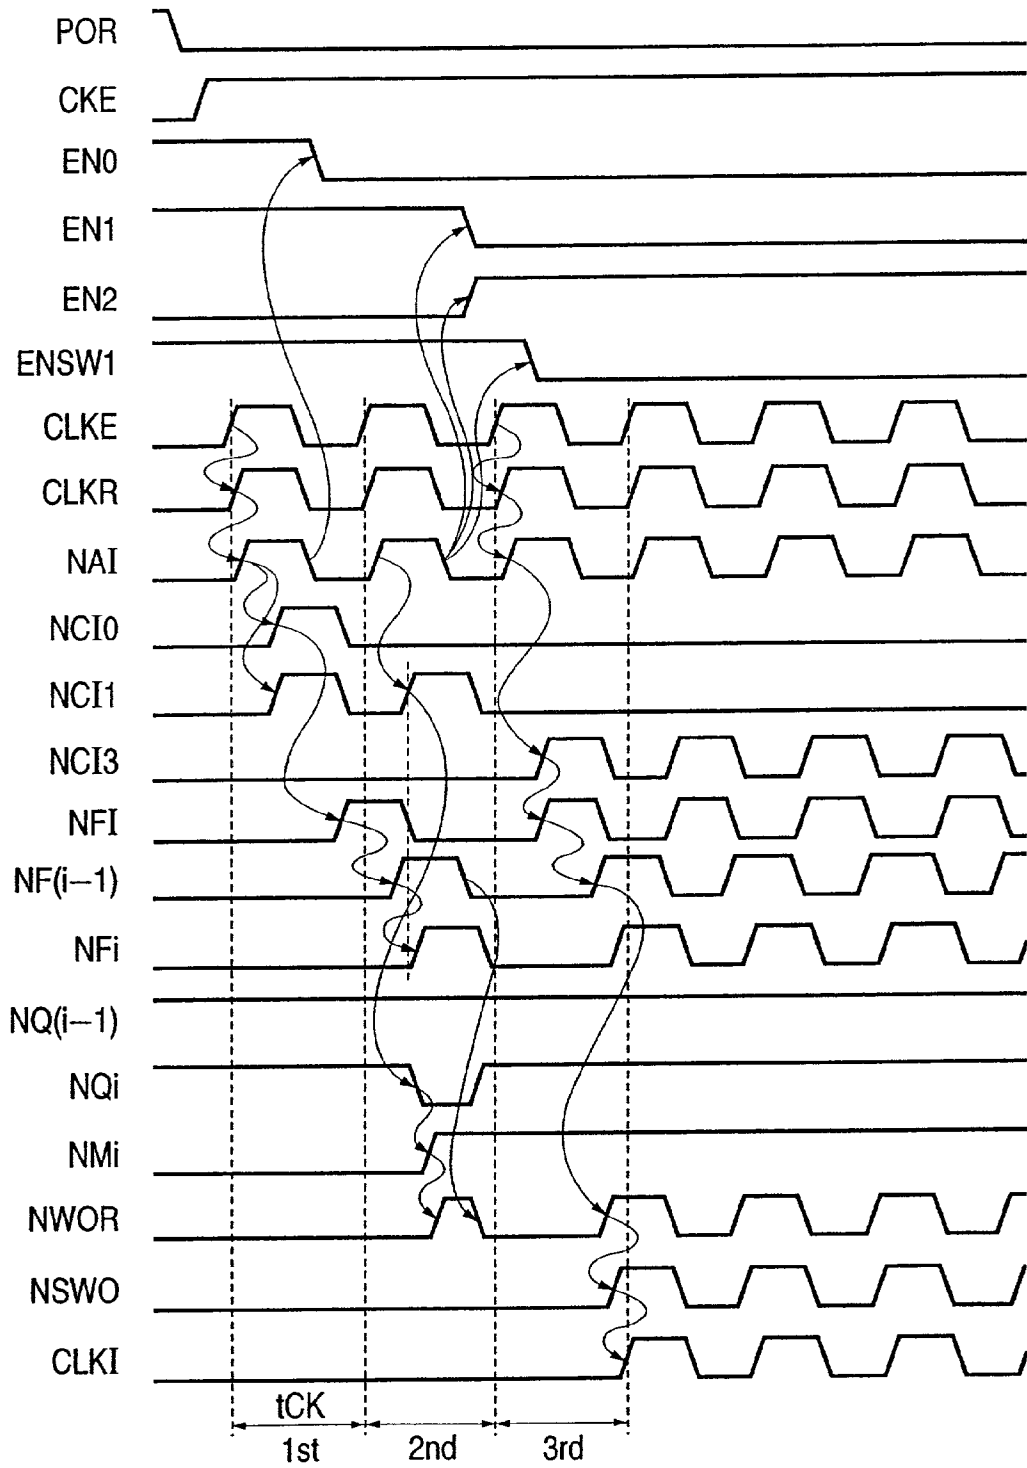 POR
CKE
EN0
EN1
EN2
ENSW1
CLKE
CLKR
NAI
NCI0
NCI1
NCI3
NFI
NF(i–1)
NFi
NQ(i–1)
NQi
NMi
NWOR
NSWO
CLKI
tCK
1st 2nd 3rd